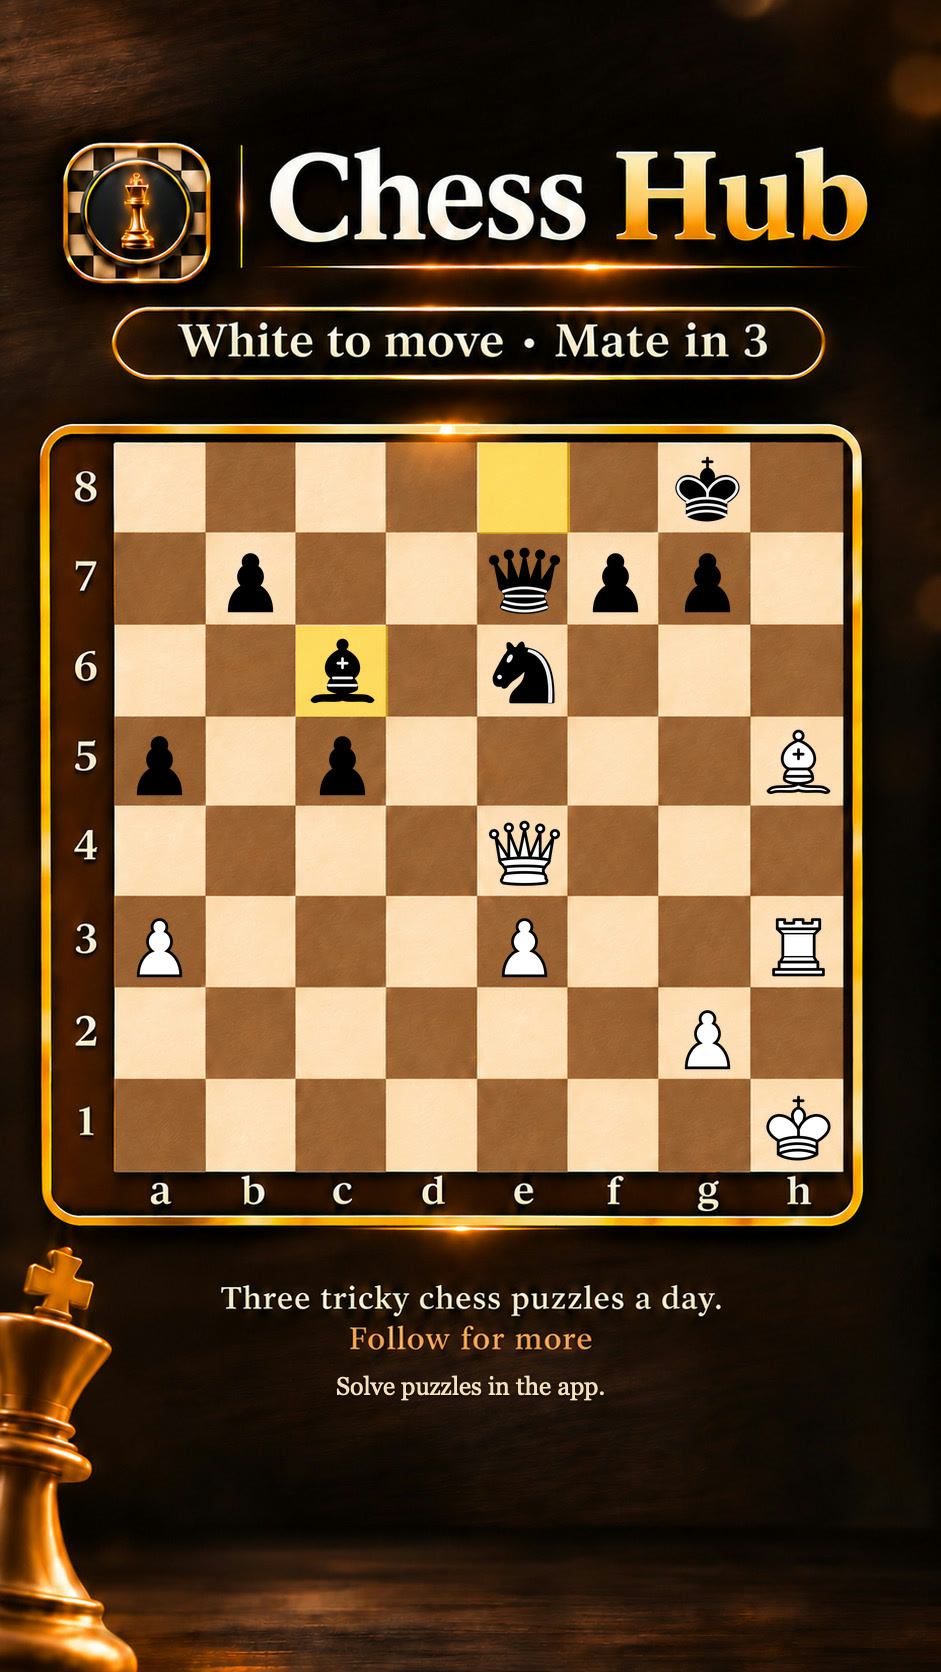 Chess Hub
White to move • Mate in 3
8
7
6
5
4
3
2
1
a b c d e f g h
Three tricky chess puzzles a day.
Follow for more
Solve puzzles in the app.